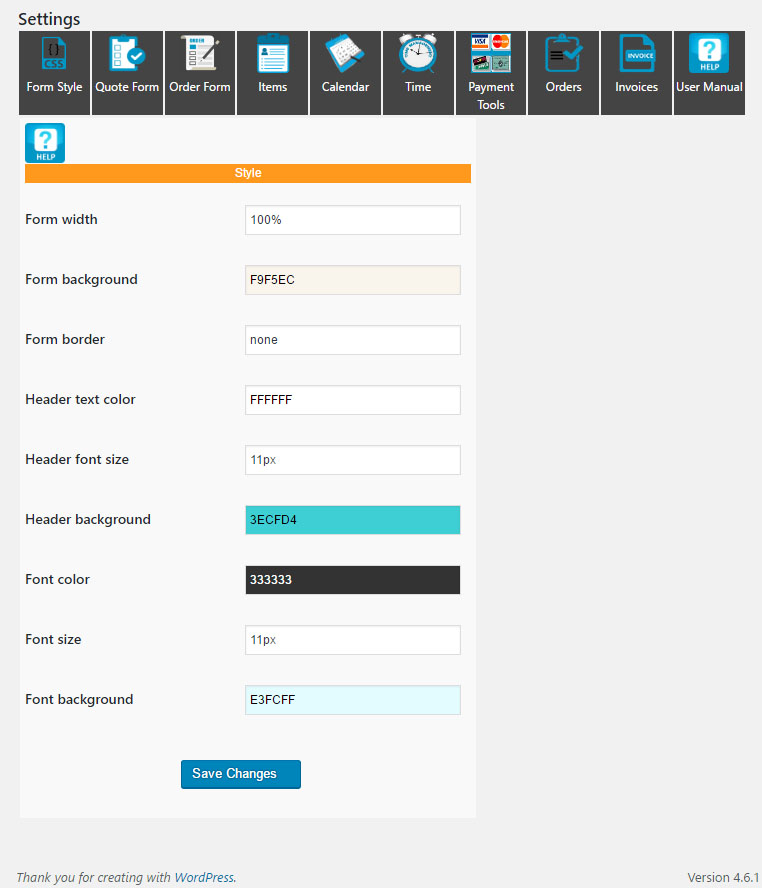 Settings
{} CSS
Form Style
Quote Form
Order Form
Items
Calendar
Time
VISA
Payment Tools
Orders
INVOICE
Invoices
HELP
User Manual
HELP
Style
Form width 100%
Form background F9F5EC
Form border none
Header text color FFFFFF
Header font size 11px
Header background 3ECFD4
Font color 333333
Font size 11px
Font background E3FCFF
Save Changes
Thank you for creating with WordPress. Version 4.6.1